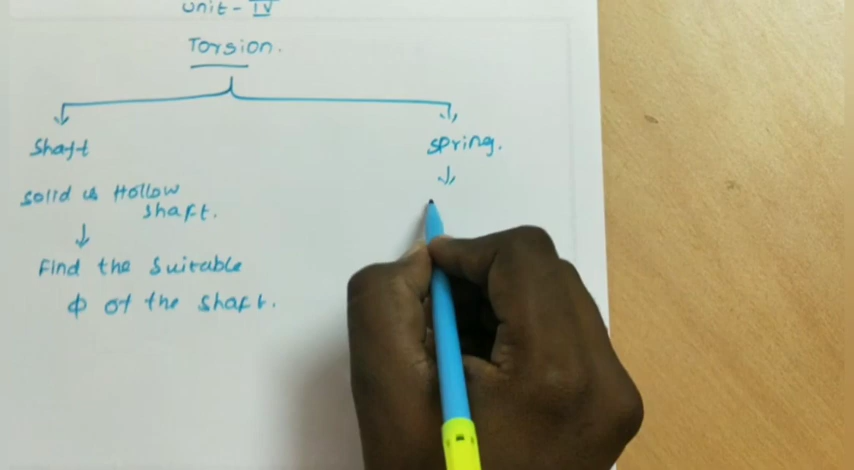 Unit - IV
Torsion.
Shaft
Solid & Hollow
shaft.
Find the Suitable
φ of the shaft.
Spring.